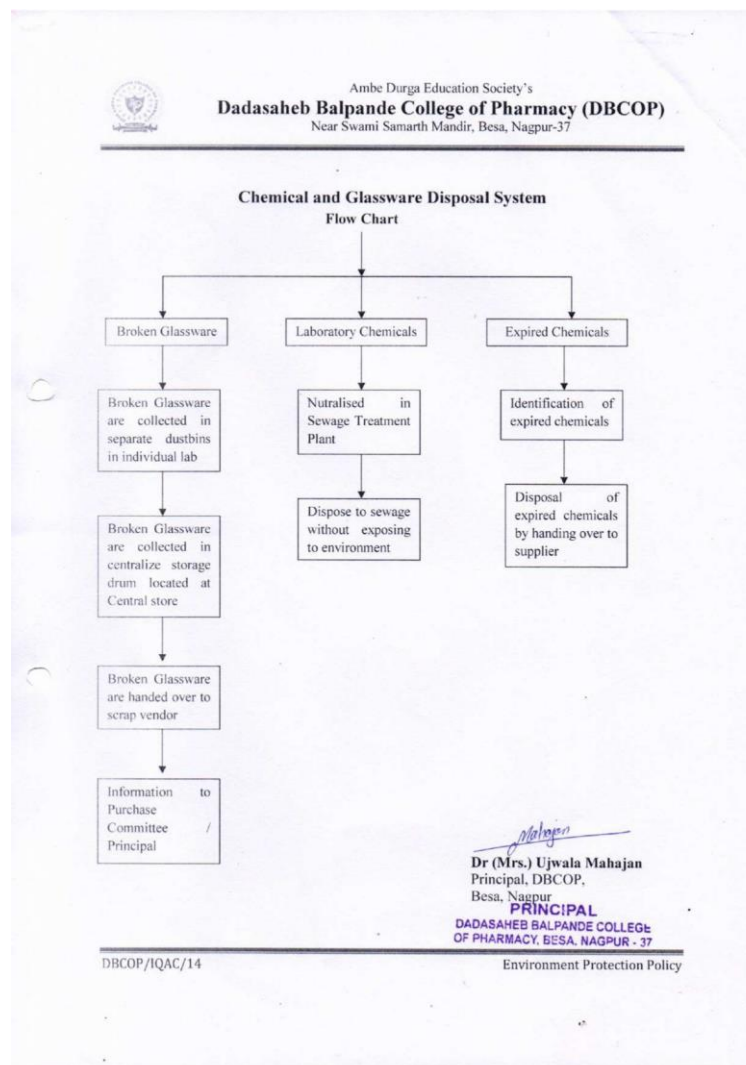 Ambe Durga Education Society's
Dadasaheb Balpande College of Pharmacy (DBCOP)
Near Swami Samarth Mandir, Besa, Nagpur-37
Chemical and Glassware Disposal System
Flow Chart
Broken Glassware
Laboratory Chemicals
Expired Chemicals
Broken Glassware
are collected in
separate dustbins
in individual lab
Broken Glassware
are collected in
centralize storage
drum located at
Central store
Broken Glassware
are handed over to
scrap vendor
Information to
Purchase
Committee /
Principal
Nutralised in
Sewage Treatment
Plant
Dispose to sewage
without exposing
to environment
Identification of
expired chemicals
Disposal of
expired chemicals
by handing over to
supplier
Mahajan
Dr (Mrs.) Ujwala Mahajan
Principal, DBCOP,
Besa, Nagpur
PRINCIPAL
DADASAHEB BALPANDE COLLEGE
OF PHARMACY, BESA, NAGPUR - 37
DBCOP/IQAC/14
Environment Protection Policy